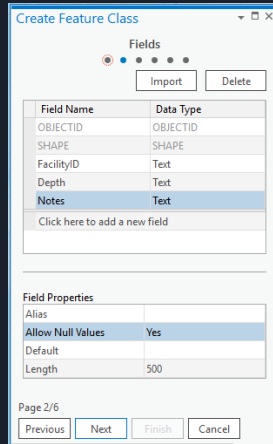 Create Feature Class
Fields
Import Delete
Field Name Data Type
OBJECTID OBJECTID
SHAPE SHAPE
FacilityID Text
Depth Text
Notes Text
Click here to add a new field
Field Properties
Alias
Allow Null Values Yes
Default
Length 500
Page 2/6
Previous Next Finish Cancel